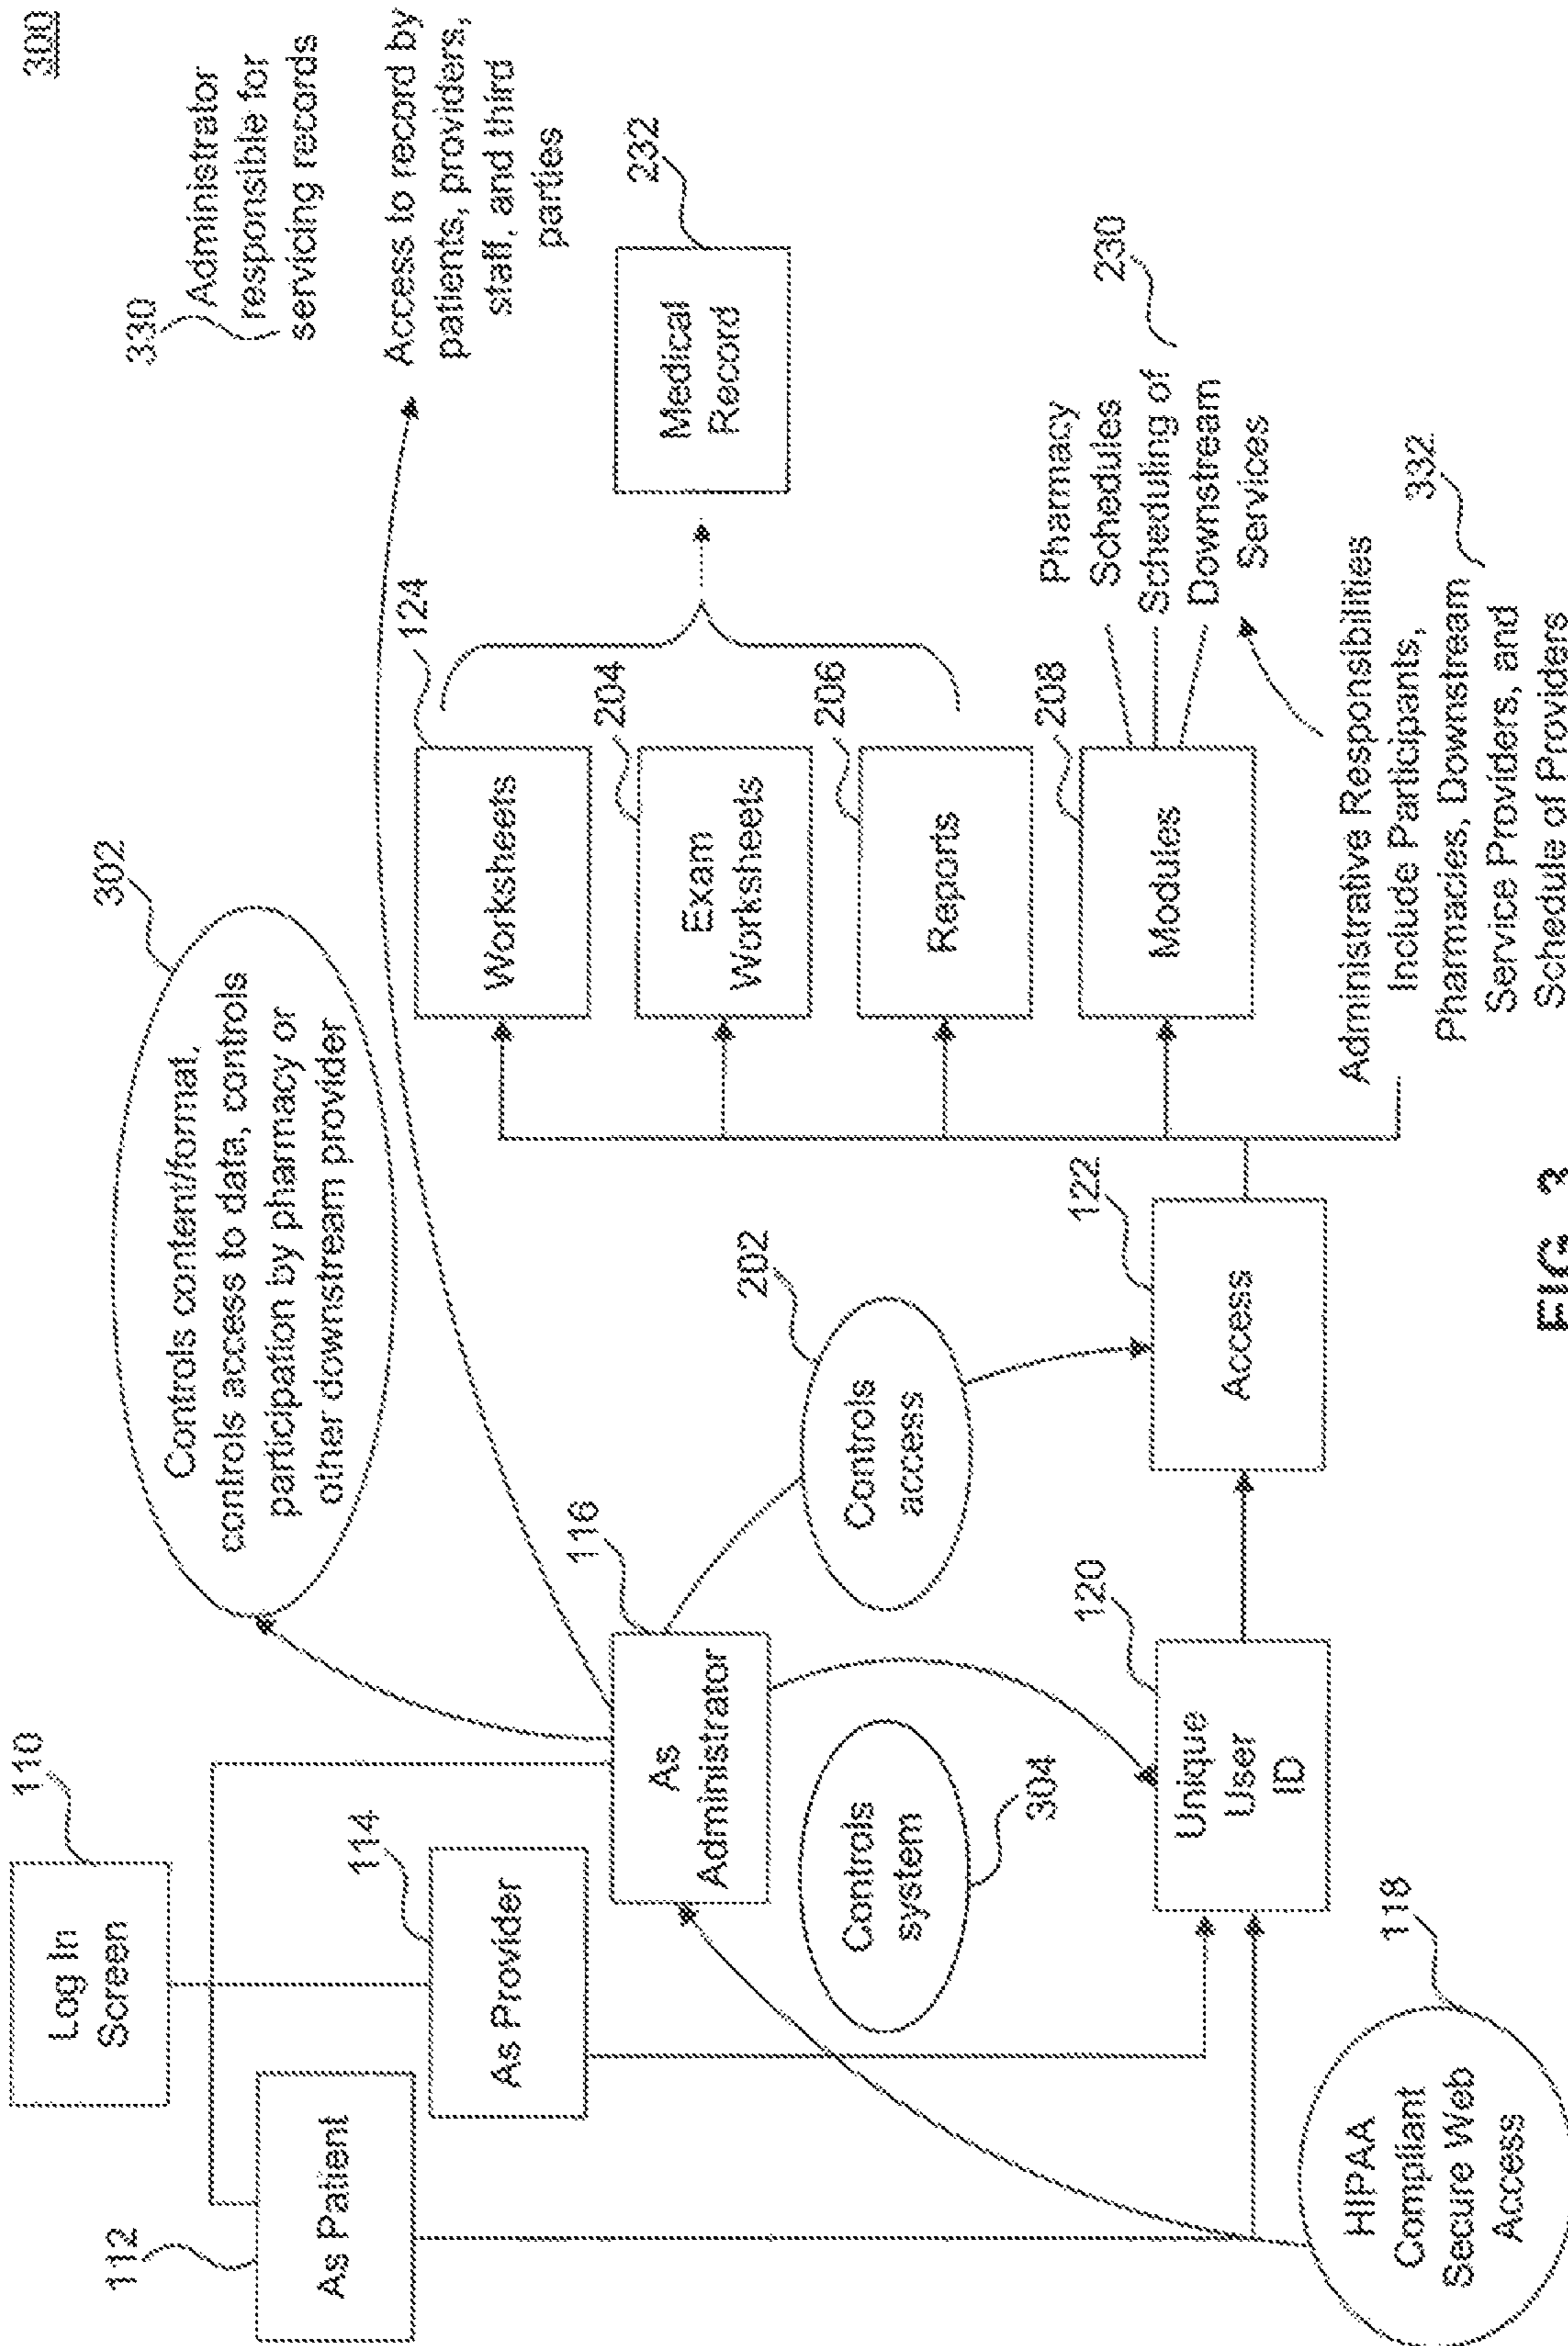 300
110
Log In
Screen
112
As Patient
114
As Provider
116
As
Administrator
302
Controls content/format,
controls access to data, controls
participation by pharmacy or
other downstream provider
330
Administrator
responsible for
servicing records
Access to record by
patients, providers,
staff, and third
parties
202
Controls
access
304
Controls
system
118
HIPAA
Compliant
Secure Web
Access
120
Unique
User
ID
122
Access
124
Worksheets
204
Exam
Worksheets
206
Reports
208
Modules
232
Medical
Record
230
Pharmacy
Schedules
Scheduling of
Downstream
Services
332
Administrative Responsibilities
Include Participants,
Pharmacies, Downstream
Service Providers, and
Schedule of Providers
FIG. 3